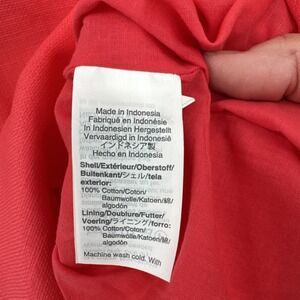 Made in Indonesia
Fabriqué en Indonésie
In Indonesien Hergestellt
Vervaardigd in Indonesië
インドネシア製
Hecho en Indonesia
Shell/Extérieur/Oberstoff/
Buitenkant/シェル/tela
exterior:
100% Cotton/Coton/
Baumwolle/Katoen/綿/
algodón
Lining/Doublure/Futter/
Voering/ライニング/forro:
100% Cotton/Coton/
Baumwolle/Katoen/綿/
algodón
Machine wash cold. With